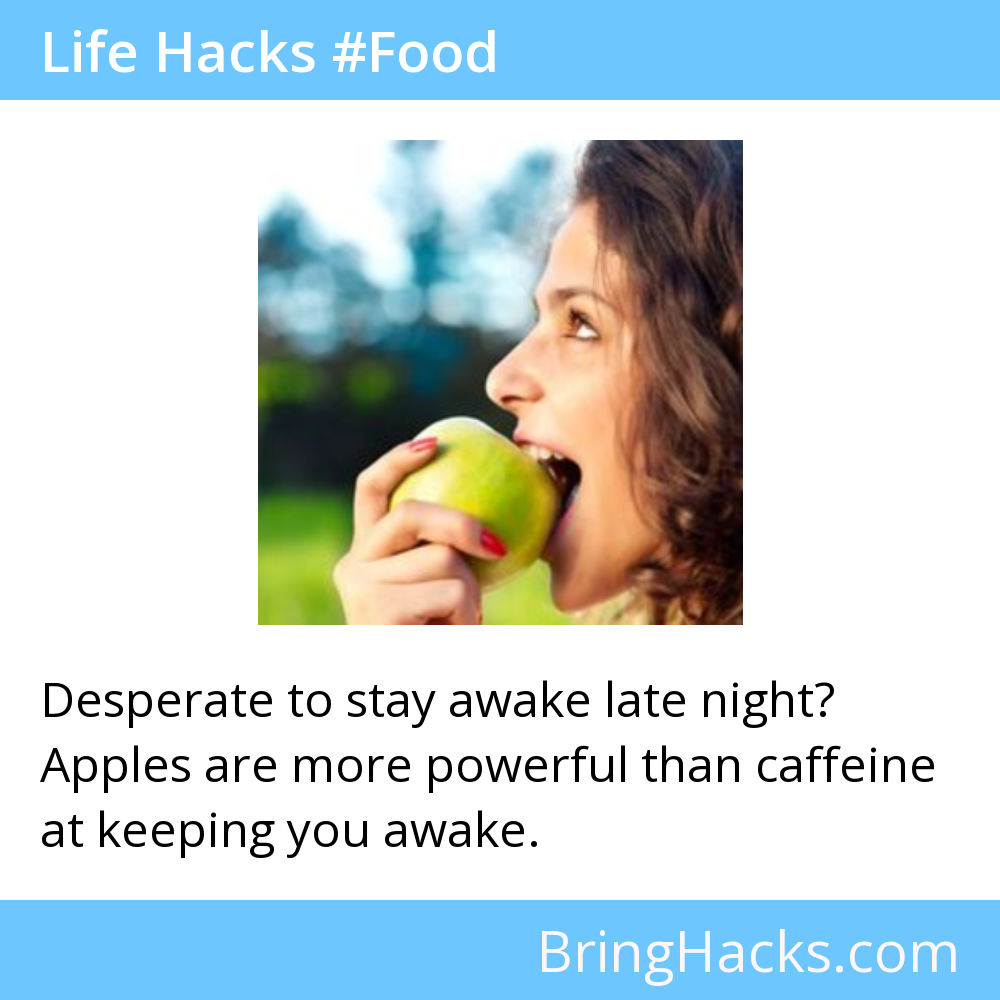 Life Hacks #Food
Desperate to stay awake late night?
Apples are more powerful than caffeine
at keeping you awake.
BringHacks.com